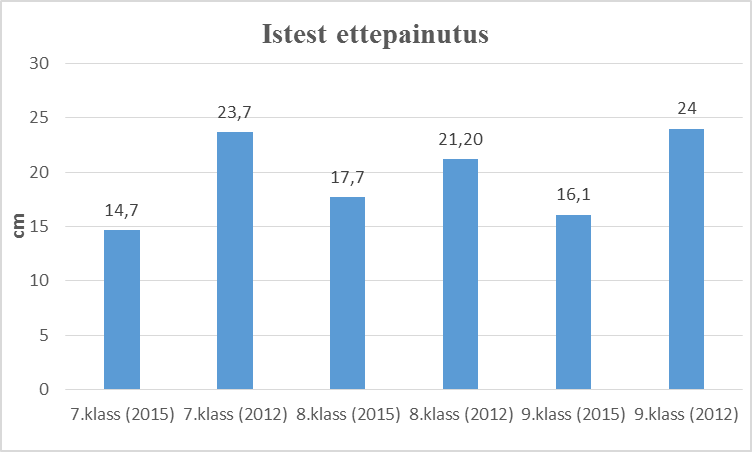 Istest ettepainutus
30
25
20
15
10
5
0
cm
14,7
23,7
17,7
21,20
16,1
24
7.klass (2015)
7.klass (2012)
8.klass (2015)
8.klass (2012)
9.klass (2015)
9.klass (2012)